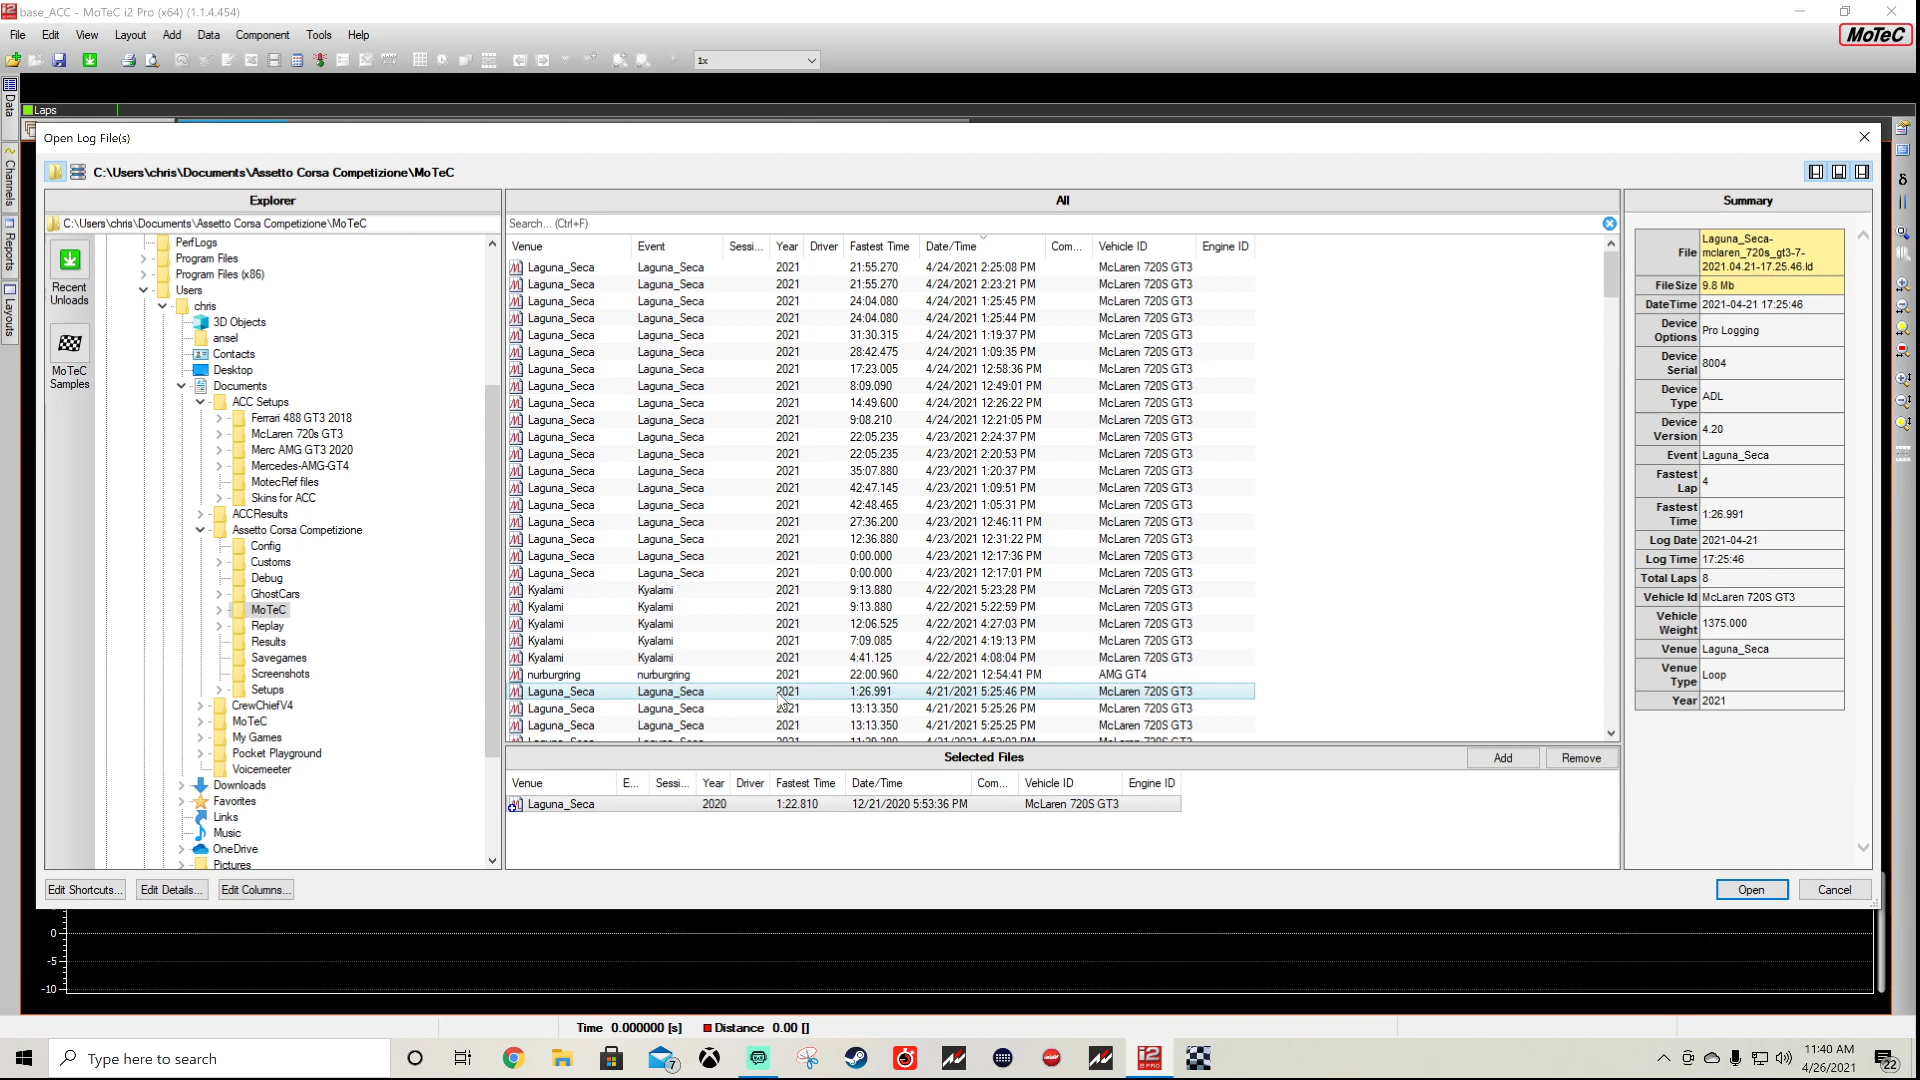 base_ACC - MoTeC i2 Pro (x64) (1.1.4.454)
File Edit View Layout Add Data Component Tools Help
MoTeC
1x
Laps
Data
Channels
Reports
Layouts
Open Log File(s)
C:\Users\chris\Documents\Assetto Corsa Competizione\MoTeC
Explorer
C:\Users\chris\Documents\Assetto Corsa Competizione\MoTeC
Recent Unloads
MoTeC Samples
PerfLogs
Program Files
Program Files (x86)
Users
chris
3D Objects
ansel
Contacts
Desktop
Documents
ACC Setups
Ferrari 488 GT3 2018
McLaren 720s GT3
Merc AMG GT3 2020
Mercedes-AMG-GT4
MotecRef files
Skins for ACC
ACCResults
Assetto Corsa Competizione
Config
Customs
Debug
GhostCars
MoTeC
Replay
Results
Savegames
Screenshots
Setups
CrewChiefV4
MoTeC
My Games
Pocket Playground
Voicemeeter
Downloads
Favorites
Links
Music
OneDrive
Pictures
All
Search... (Ctrl+F)
Venue Event Sessi... Year Driver Fastest Time Date/Time Com... Vehicle ID Engine ID
Laguna_Seca Laguna_Seca 2021 21:55.270 4/24/2021 2:25:08 PM McLaren 720S GT3
Laguna_Seca Laguna_Seca 2021 21:55.270 4/24/2021 2:23:21 PM McLaren 720S GT3
Laguna_Seca Laguna_Seca 2021 24:04.080 4/24/2021 1:25:45 PM McLaren 720S GT3
Laguna_Seca Laguna_Seca 2021 24:04.080 4/24/2021 1:25:44 PM McLaren 720S GT3
Laguna_Seca Laguna_Seca 2021 31:30.315 4/24/2021 1:19:37 PM McLaren 720S GT3
Laguna_Seca Laguna_Seca 2021 28:42.475 4/24/2021 1:09:35 PM McLaren 720S GT3
Laguna_Seca Laguna_Seca 2021 17:23.005 4/24/2021 12:58:36 PM McLaren 720S GT3
Laguna_Seca Laguna_Seca 2021 8:09.090 4/24/2021 12:49:01 PM McLaren 720S GT3
Laguna_Seca Laguna_Seca 2021 14:49.600 4/24/2021 12:26:22 PM McLaren 720S GT3
Laguna_Seca Laguna_Seca 2021 9:08.210 4/24/2021 12:21:05 PM McLaren 720S GT3
Laguna_Seca Laguna_Seca 2021 22:05.235 4/23/2021 2:24:37 PM McLaren 720S GT3
Laguna_Seca Laguna_Seca 2021 22:05.235 4/23/2021 2:20:53 PM McLaren 720S GT3
Laguna_Seca Laguna_Seca 2021 35:07.880 4/23/2021 1:20:37 PM McLaren 720S GT3
Laguna_Seca Laguna_Seca 2021 42:47.145 4/23/2021 1:09:51 PM McLaren 720S GT3
Laguna_Seca Laguna_Seca 2021 42:48.465 4/23/2021 1:05:31 PM McLaren 720S GT3
Laguna_Seca Laguna_Seca 2021 27:36.200 4/23/2021 12:46:11 PM McLaren 720S GT3
Laguna_Seca Laguna_Seca 2021 12:36.880 4/23/2021 12:31:22 PM McLaren 720S GT3
Laguna_Seca Laguna_Seca 2021 0:00.000 4/23/2021 12:17:36 PM McLaren 720S GT3
Laguna_Seca Laguna_Seca 2021 0:00.000 4/23/2021 12:17:01 PM McLaren 720S GT3
Kyalami Kyalami 2021 9:13.880 4/22/2021 5:23:28 PM McLaren 720S GT3
Kyalami Kyalami 2021 9:13.880 4/22/2021 5:22:59 PM McLaren 720S GT3
Kyalami Kyalami 2021 12:06.525 4/22/2021 4:27:03 PM McLaren 720S GT3
Kyalami Kyalami 2021 7:09.085 4/22/2021 4:19:13 PM McLaren 720S GT3
Kyalami Kyalami 2021 4:41.125 4/22/2021 4:08:04 PM McLaren 720S GT3
nurburgring nurburgring 2021 22:00.960 4/22/2021 12:54:41 PM AMG GT4
Laguna_Seca Laguna_Seca 2021 1:26.991 4/21/2021 5:25:46 PM McLaren 720S GT3
Laguna_Seca Laguna_Seca 2021 13:13.350 4/21/2021 5:25:26 PM McLaren 720S GT3
Laguna_Seca Laguna_Seca 2021 13:13.350 4/21/2021 5:25:25 PM McLaren 720S GT3
Selected Files Add Remove
Venue E... Sessi... Year Driver Fastest Time Date/Time Com... Vehicle ID Engine ID
Laguna_Seca 2020 1:22.810 12/21/2020 5:53:36 PM McLaren 720S GT3
Summary
File Laguna_Seca-mclaren_720s_gt3-7-2021.04.21-17.25.46.ld
FileSize 9.8 Mb
DateTime 2021-04-21 17:25:46
Device Options Pro Logging
Device Serial 8004
Device Type ADL
Device Version 4.20
Event Laguna_Seca
Fastest Lap 4
Fastest Time 1:26.991
Log Date 2021-04-21
Log Time 17:25:46
Total Laps 8
Vehicle Id McLaren 720S GT3
Vehicle Weight 1375.000
Venue Laguna_Seca
Venue Type Loop
Year 2021
Edit Shortcuts... Edit Details... Edit Columns... Open Cancel
0
-5
-10
Time 0.000000 [s] Distance 0.00 []
Type here to search
7
i2 PRO
11:40 AM
4/26/2021
22